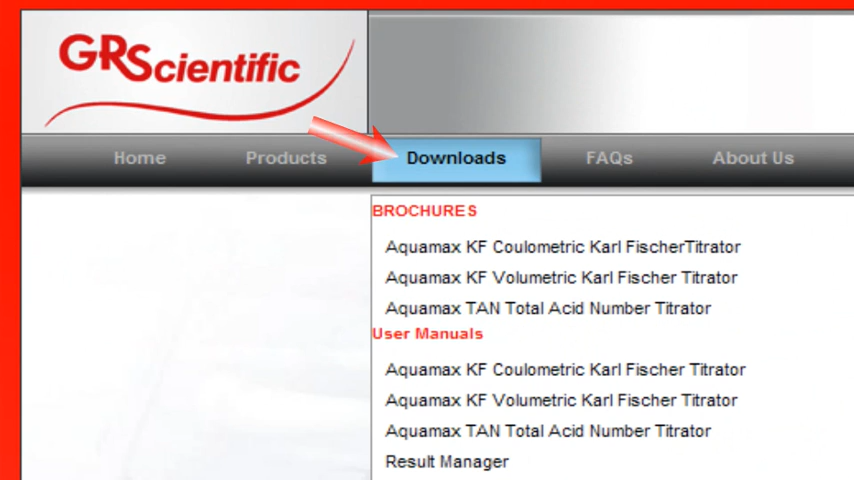 GRScientific
Home Products Downloads FAQs About Us
BROCHURES
Aquamax KF Coulometric Karl FischerTitrator
Aquamax KF Volumetric Karl Fischer Titrator
Aquamax TAN Total Acid Number Titrator
User Manuals
Aquamax KF Coulometric Karl Fischer Titrator
Aquamax KF Volumetric Karl Fischer Titrator
Aquamax TAN Total Acid Number Titrator
Result Manager